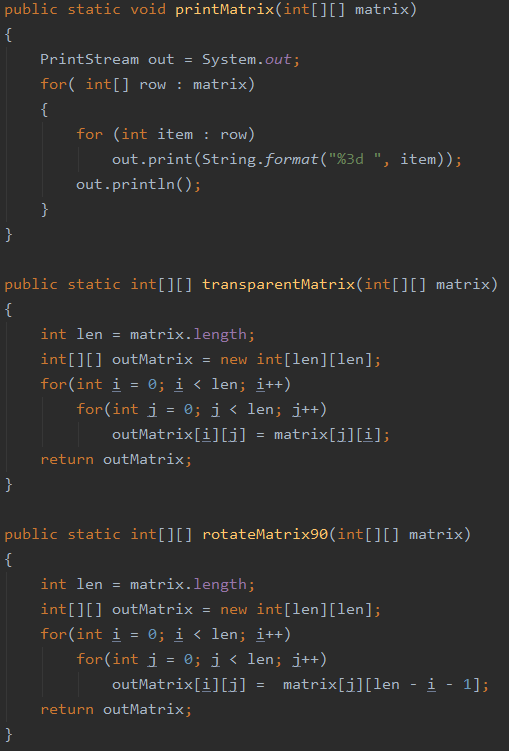 public static void printMatrix(int[][] matrix)
{
    PrintStream out = System.out;
    for( int[] row : matrix)
    {
        for (int item : row)
            out.print(String.format("%3d ", item));
        out.println();
    }
}

public static int[][] transparentMatrix(int[][] matrix)
{
    int len = matrix.length;
    int[][] outMatrix = new int[len][len];
    for(int i = 0; i < len; i++)
        for(int j = 0; j < len; j++)
            outMatrix[i][j] = matrix[j][i];
    return outMatrix;
}

public static int[][] rotateMatrix90(int[][] matrix)
{
    int len = matrix.length;
    int[][] outMatrix = new int[len][len];
    for(int i = 0; i < len; i++)
        for(int j = 0; j < len; j++)
            outMatrix[i][j] =  matrix[j][len - i - 1];
    return outMatrix;
}